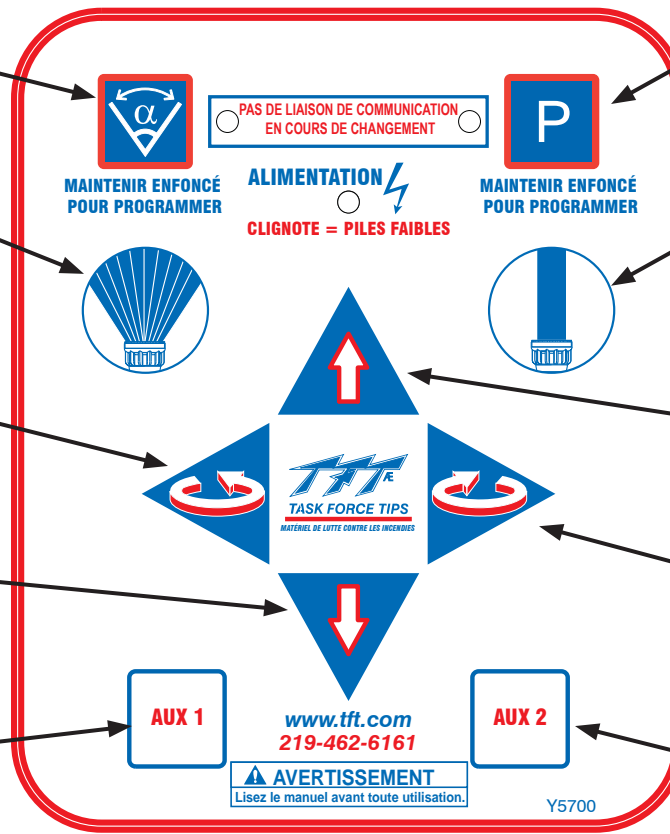 α
PAS DE LIAISON DE COMMUNICATION
EN COURS DE CHANGEMENT
P
MAINTENIR ENFONCÉ
POUR PROGRAMMER
ALIMENTATION
CLIGNOTE = PILES FAIBLES
MAINTENIR ENFONCÉ
POUR PROGRAMMER
TFT Æ
TASK FORCE TIPS
MATÉRIEL DE LUTTE CONTRE LES INCENDIES
AUX 1
www.tft.com
219-462-6161
AUX 2
AVERTISSEMENT
Lisez le manuel avant toute utilisation.
Y5700